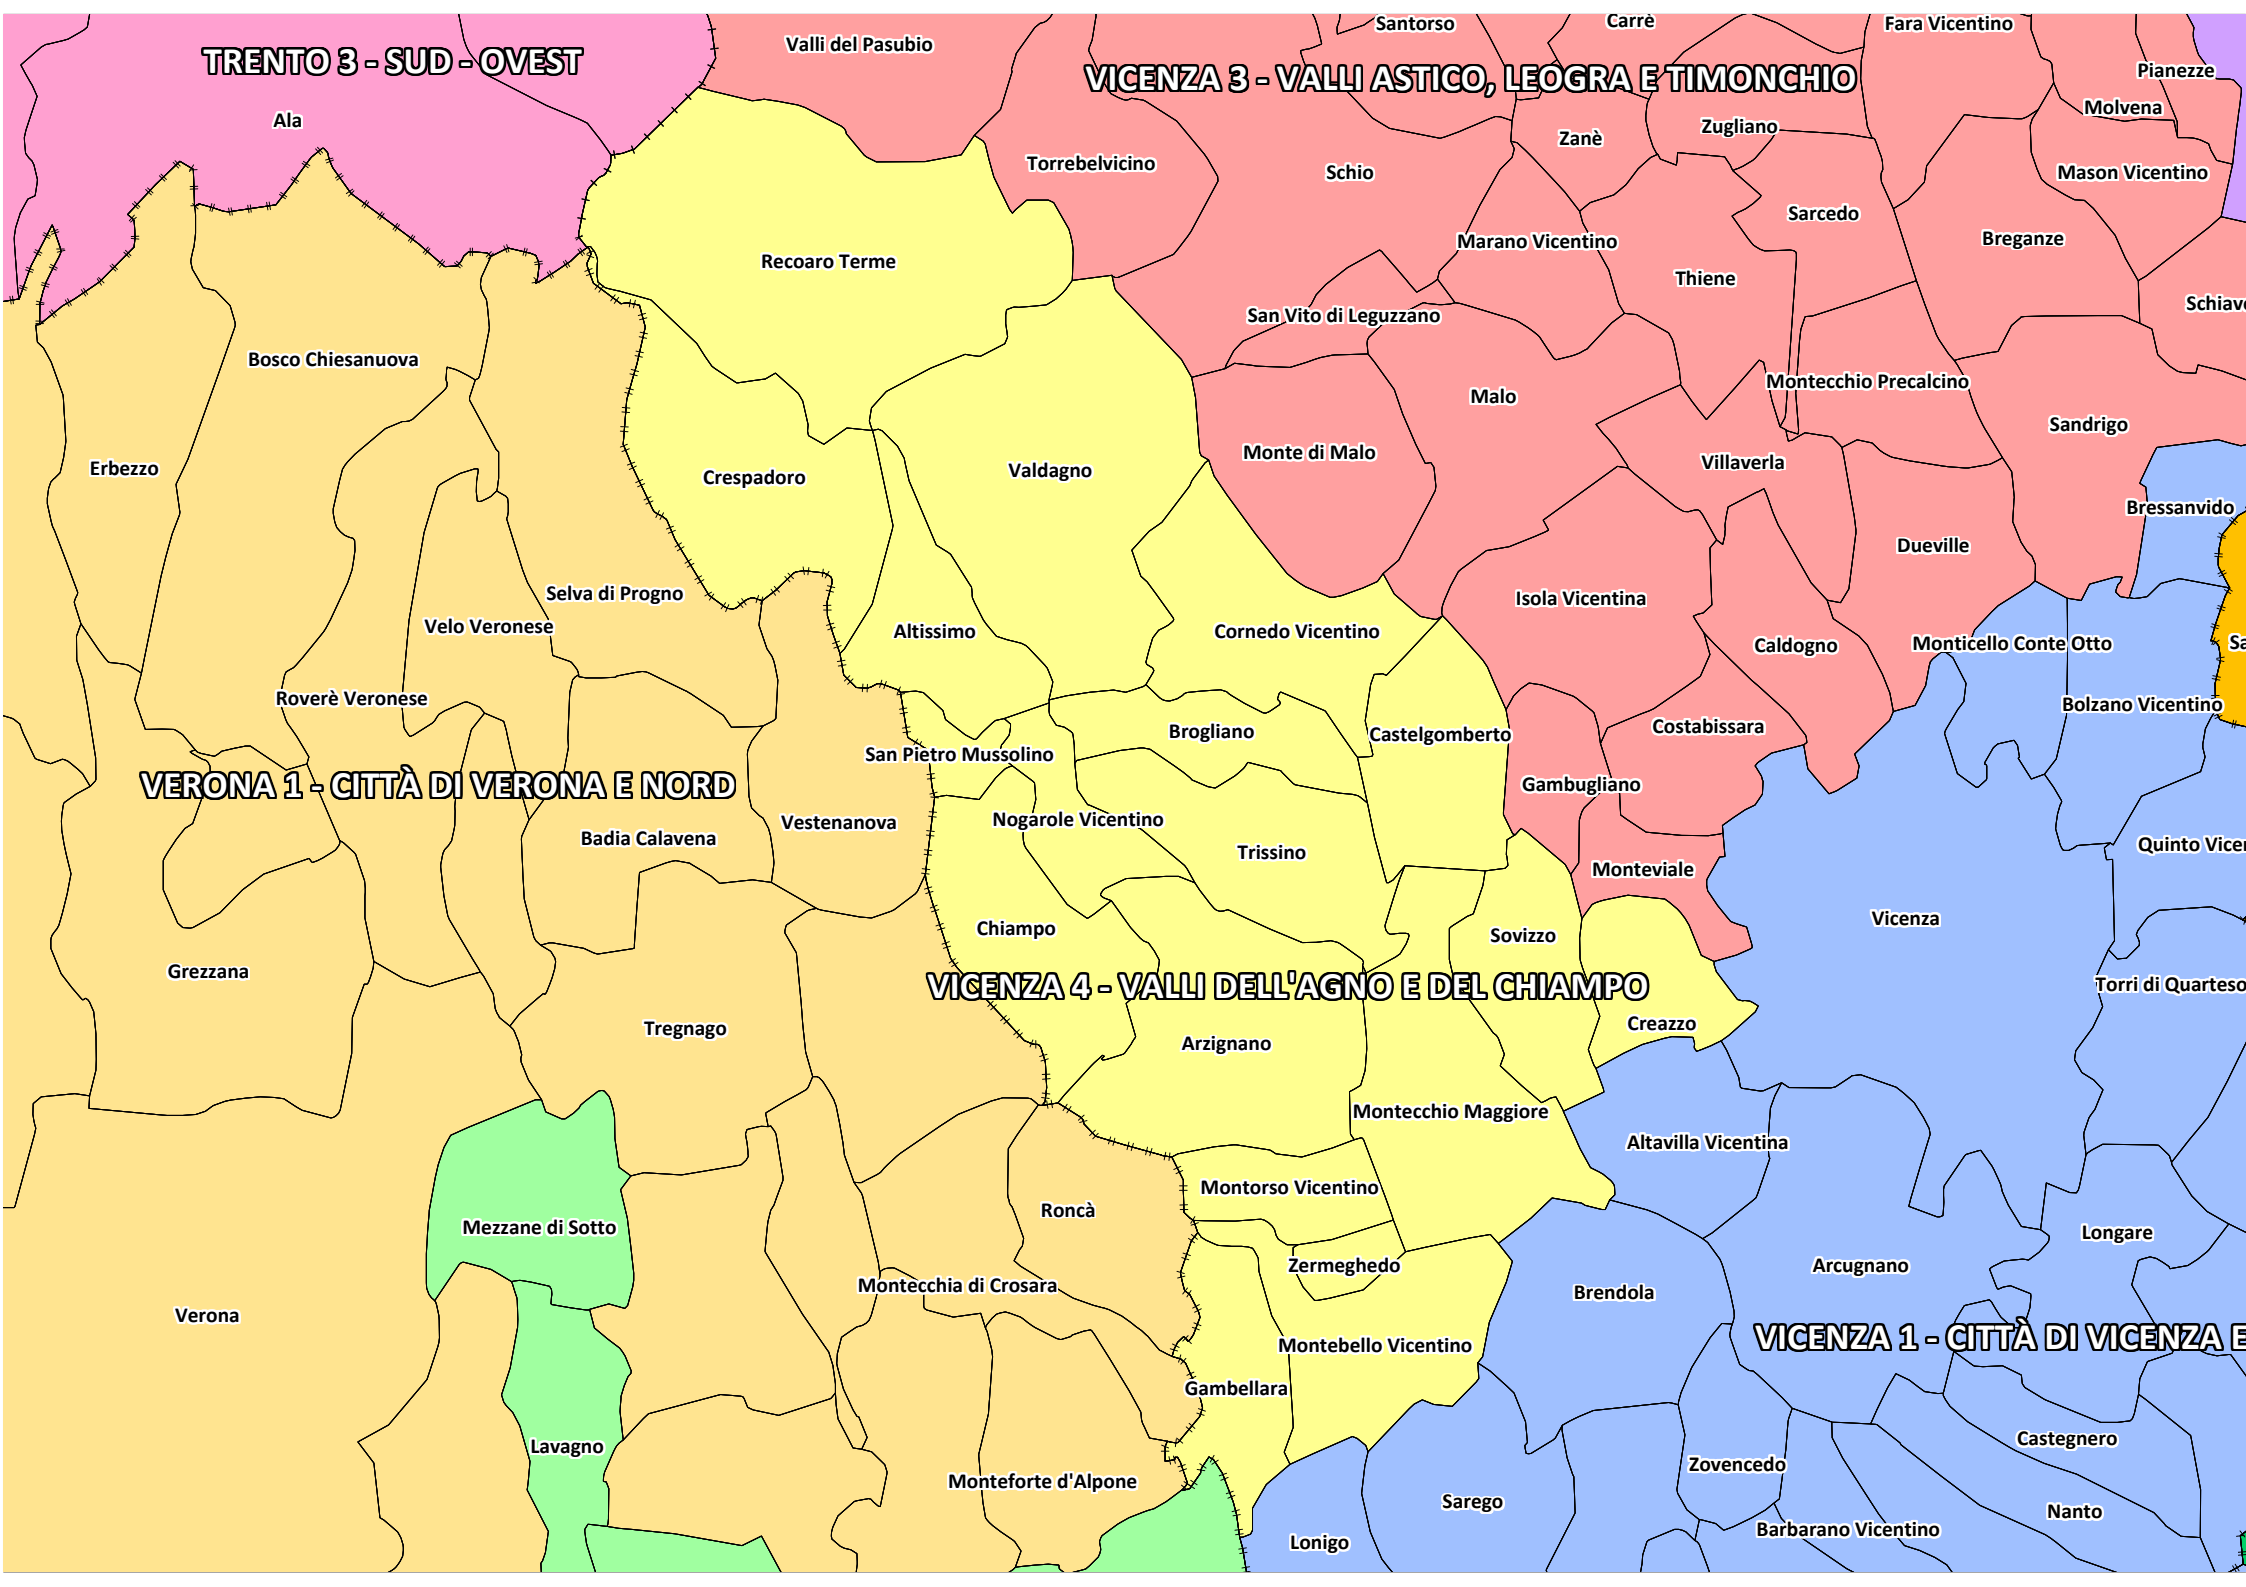 Santorso
Carrè
Fara Vicentino
Valli del Pasubio
TRENTO 3 - SUD - OVEST
VICENZA 3 - VALLI ASTICO, LEOGRA E TIMONCHIO
Pianezze
Molvena
Ala
Zugliano
Zanè
Torrebelvicino
Schio
Mason Vicentino
Sarcedo
Marano Vicentino
Breganze
Recoaro Terme
Thiene
Schiav
San Vito di Leguzzano
Bosco Chiesanuova
Montecchio Precalcino
Malo
Sandrigo
Monte di Malo
Villaverla
Erbezzo
Valdagno
Crespadoro
Bressanvido
Dueville
Selva di Progno
Isola Vicentina
Velo Veronese
Altissimo
Cornedo Vicentino
Caldogno
Monticello Conte Otto
Sa
Roverè Veronese
Bolzano Vicentino
Brogliano
Castelgomberto
Costabissara
San Pietro Mussolino
VERONA 1 - CITTÀ DI VERONA E NORD
Gambugliano
Vestenanova
Nogarole Vicentino
Badia Calavena
Trissino
Quinto Vice
Monteviale
Vicenza
Chiampo
Sovizzo
Grezzana
VICENZA 4 - VALLI DELL'AGNO E DEL CHIAMPO
Torri di Quarteso
Tregnago
Creazzo
Arzignano
Montecchio Maggiore
Altavilla Vicentina
Montorso Vicentino
Roncà
Mezzane di Sotto
Longare
Zermeghedo
Arcugnano
Montecchia di Crosara
Brendola
Verona
VICENZA 1 - CITTÀ DI VICENZA E
Montebello Vicentino
Gambellara
Lavagno
Castegnero
Zovencedo
Monteforte d'Alpone
Sarego
Nanto
Barbarano Vicentino
Lonigo